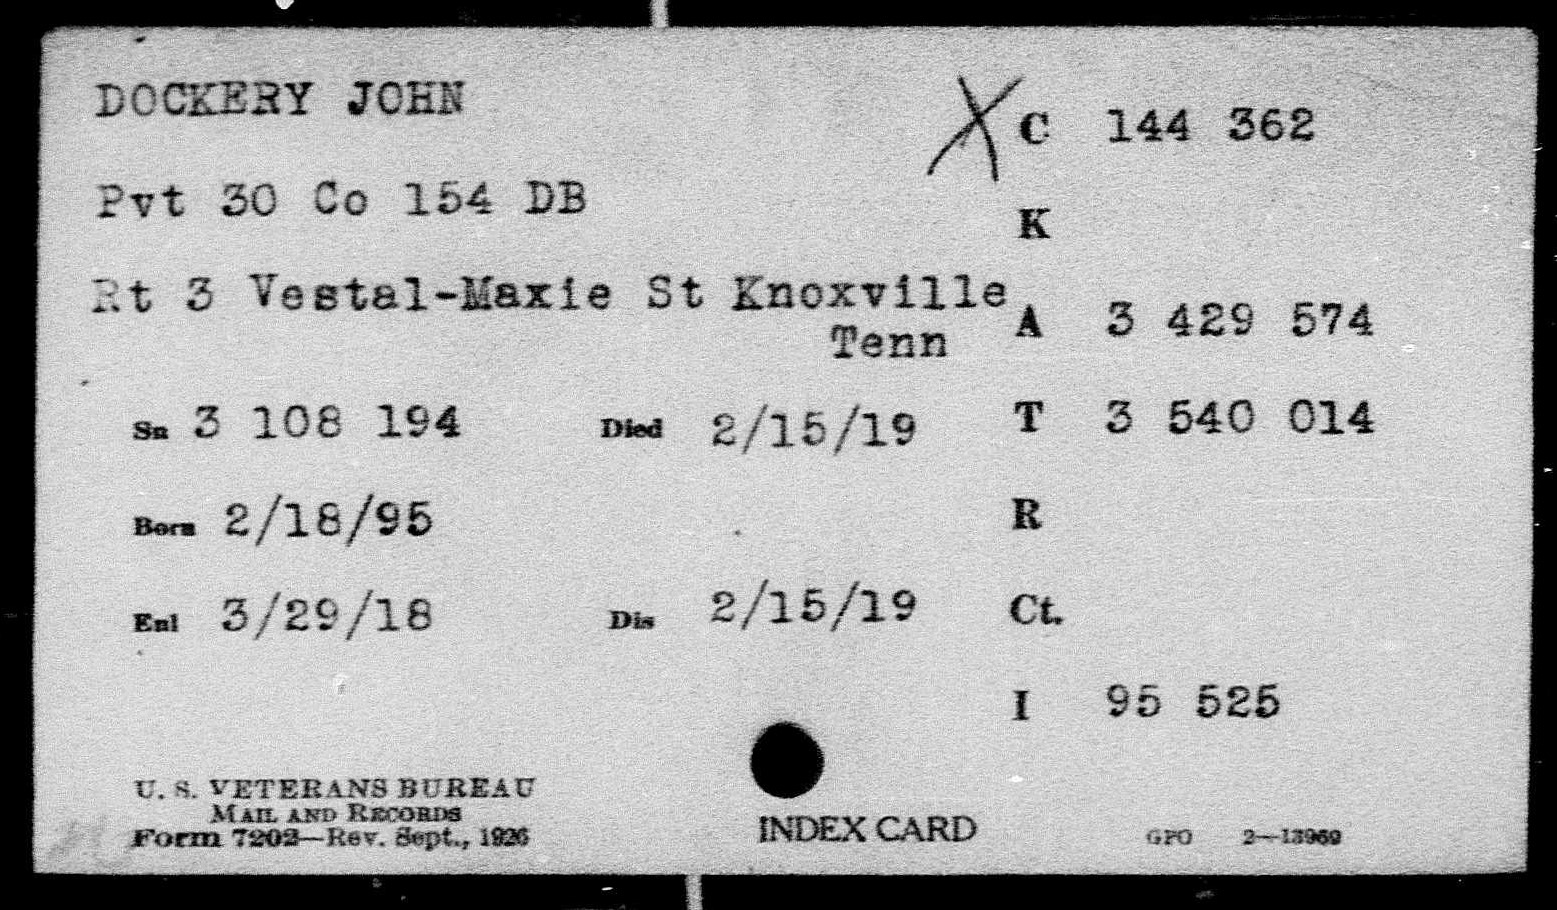 DOCKERY JOHN
X C 144 362
Pvt 30 Co 154 DB
K
Rt 3 Vestal-Maxie St Knoxville
Tenn
A 3 429 574
Sn 3 108 194 Died 2/15/19 T 3 540 014
Born 2/18/95 R
Enl 3/29/18 Dis 2/15/19 Ct.
I 95 525
U. S. VETERANS BUREAU
MAIL AND RECORDS
Form 7202—Rev. Sept., 1926
INDEX CARD
GPO 2—13969